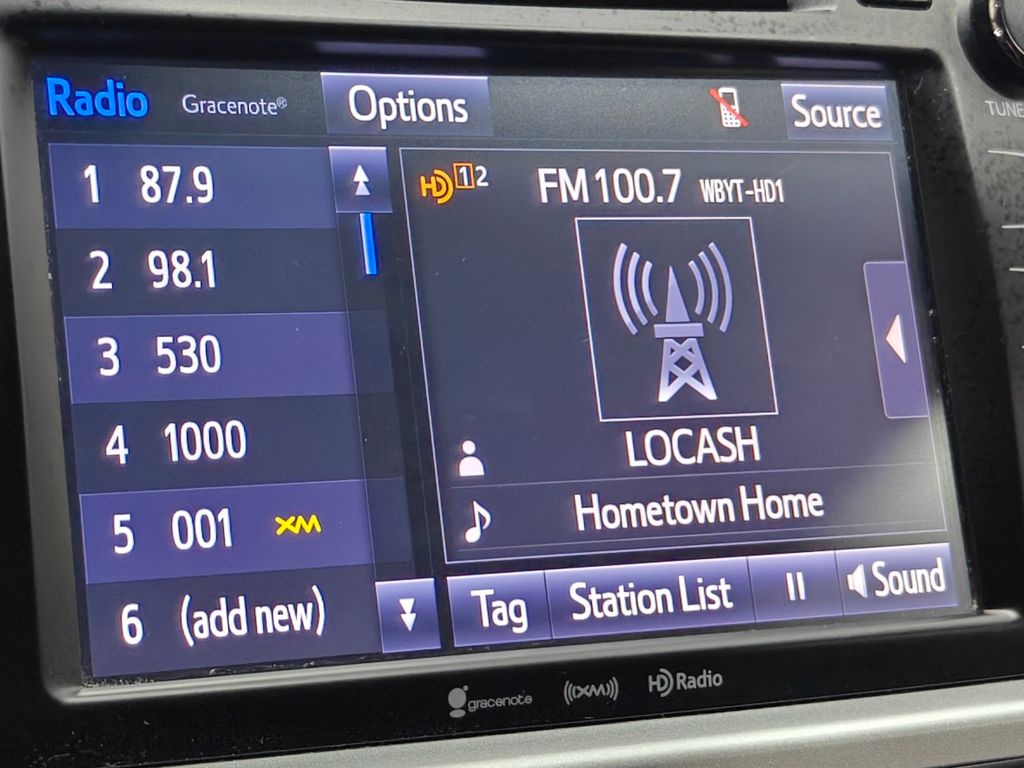 Radio Gracenote® Options Source
TUNE
1 87.9
2 98.1
3 530
4 1000
5 001 XM
6 (add new)
HD 1 2 FM 100.7 WBYT-HD1
LOCASH
Hometown Home
Tag Station List Sound
gracenote XM HD Radio